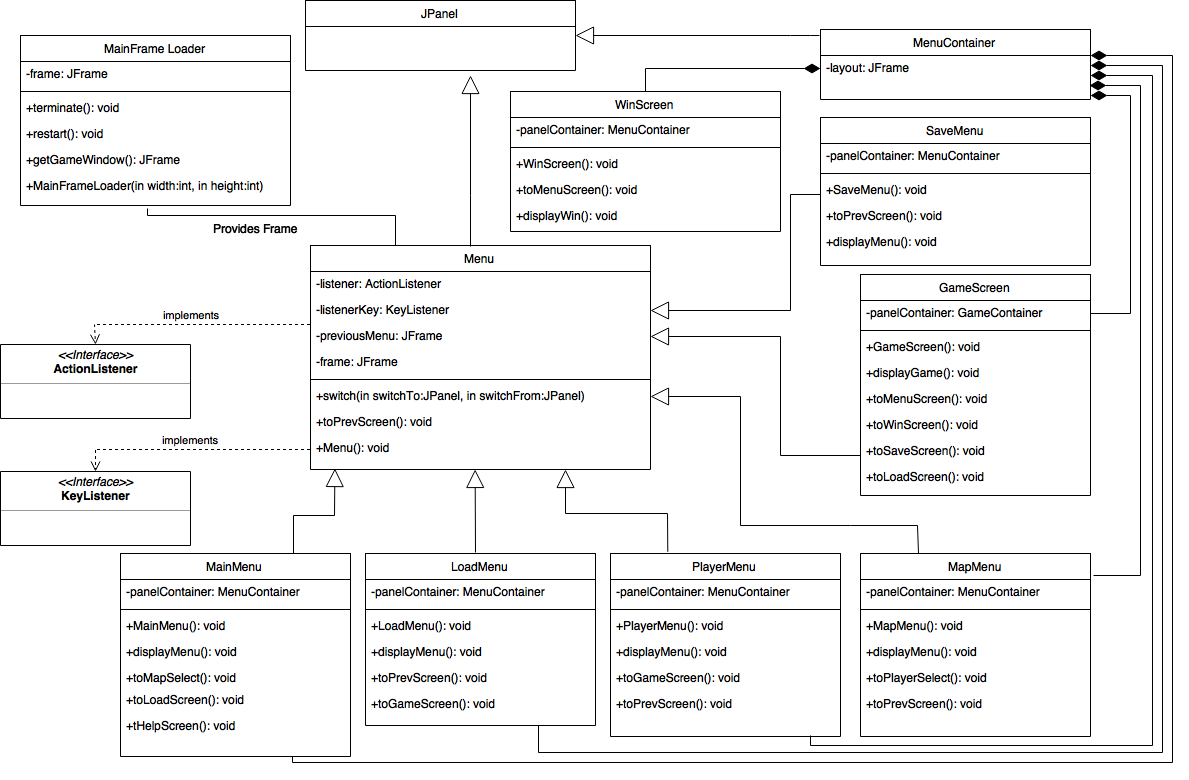 JPanel
MainFrame Loader
-frame: JFrame
+terminate(): void
+restart(): void
+getGameWindow(): JFrame
+MainFrameLoader(in width:int, in height:int)
MenuContainer
-layout: JFrame
WinScreen
-panelContainer: MenuContainer
+WinScreen(): void
+toMenuScreen(): void
+displayWin(): void
SaveMenu
-panelContainer: MenuContainer
+SaveMenu(): void
+toPrevScreen(): void
+displayMenu(): void
Provides Frame
Menu
-listener: ActionListener
-listenerKey: KeyListener
-previousMenu: JFrame
-frame: JFrame
+switch(in switchTo:JPanel, in switchFrom:JPanel)
+toPrevScreen(): void
+Menu(): void
GameScreen
-panelContainer: GameContainer
+GameScreen(): void
+displayGame(): void
+toMenuScreen(): void
+toWinScreen(): void
+toSaveScreen(): void
+toLoadScreen(): void
implements
<<Interface>>
ActionListener
implements
<<Interface>>
KeyListener
MainMenu
-panelContainer: MenuContainer
+MainMenu(): void
+displayMenu(): void
+toMapSelect(): void
+toLoadScreen(): void
+tHelpScreen(): void
LoadMenu
-panelContainer: MenuContainer
+LoadMenu(): void
+displayMenu(): void
+toPrevScreen(): void
+toGameScreen(): void
PlayerMenu
-panelContainer: MenuContainer
+PlayerMenu(): void
+displayMenu(): void
+toGameScreen(): void
+toPrevScreen(): void
MapMenu
-panelContainer: MenuContainer
+MapMenu(): void
+displayMenu(): void
+toPlayerSelect(): void
+toPrevScreen(): void